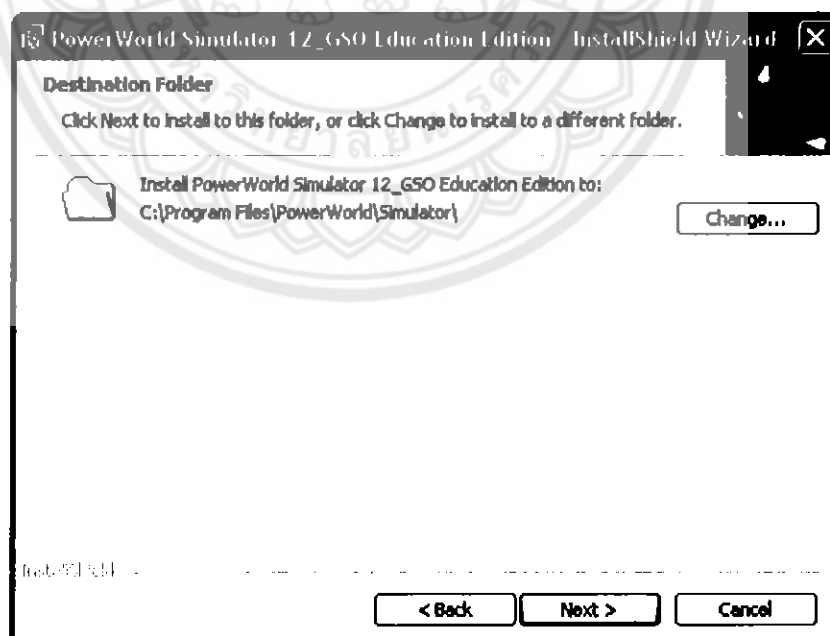 PowerWorld Simulator 12_GSO Education Edition - InstallShield Wizard
Destination Folder
Click Next to install to this folder, or click Change to install to a different folder.
Install PowerWorld Simulator 12_GSO Education Edition to:
C:\Program Files\PowerWorld\Simulator\
Change...
InstallShield
< Back
Next >
Cancel